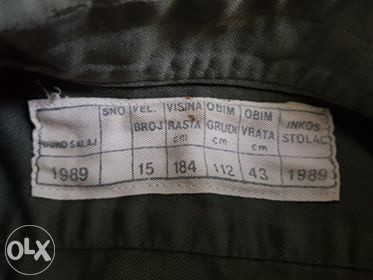 SNO VEL. VISINA OBIM OBIM INKOS
ĐURO SALAJ BROJ RASTA GRUDI VRATA STOLAC
cm cm cm
1989 15 184 112 43 1989
OLX